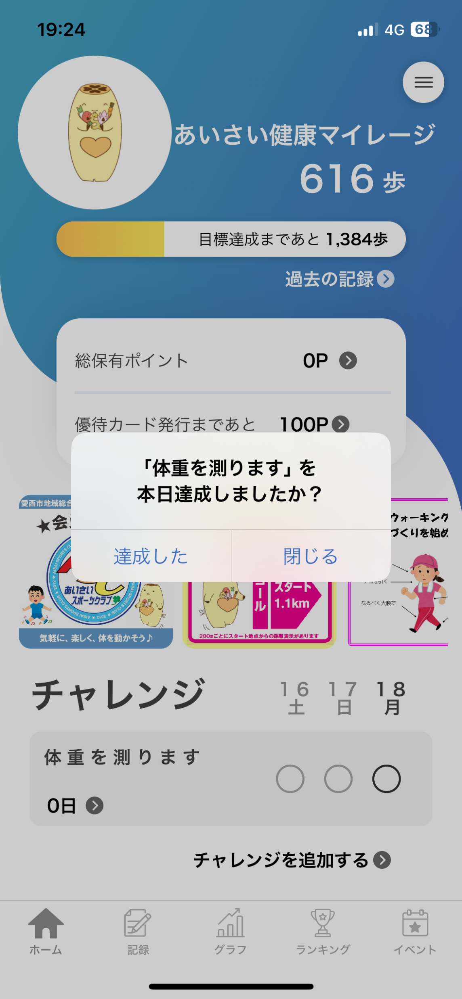 19:24
4G
68
あいさい健康マイレージ
616 歩
目標達成まであと 1,384歩
過去の記録
総保有ポイント 0P
優待カード発行まであと 100P
「体重を測ります」を
本日達成しましたか？
達成した 閉じる
愛西市地域総合
★会
AISAI SPORTS CLUB ★ 2012 ★ AISAI SPORTS CLUB ★ 2012 ★
あいさい
スポーツクラブ
気軽に、楽しく、体を動かそう♪
ール
スタート
1.1km
200mごとにスタート地点からの距離表示があります
ウォーキング
づくりを始め
アゴを引く
なるべく大股で
チャレンジ
16 17 18
土 日 月
体重を測ります
0日
チャレンジを追加する
ホーム 記録 グラフ ランキング イベント